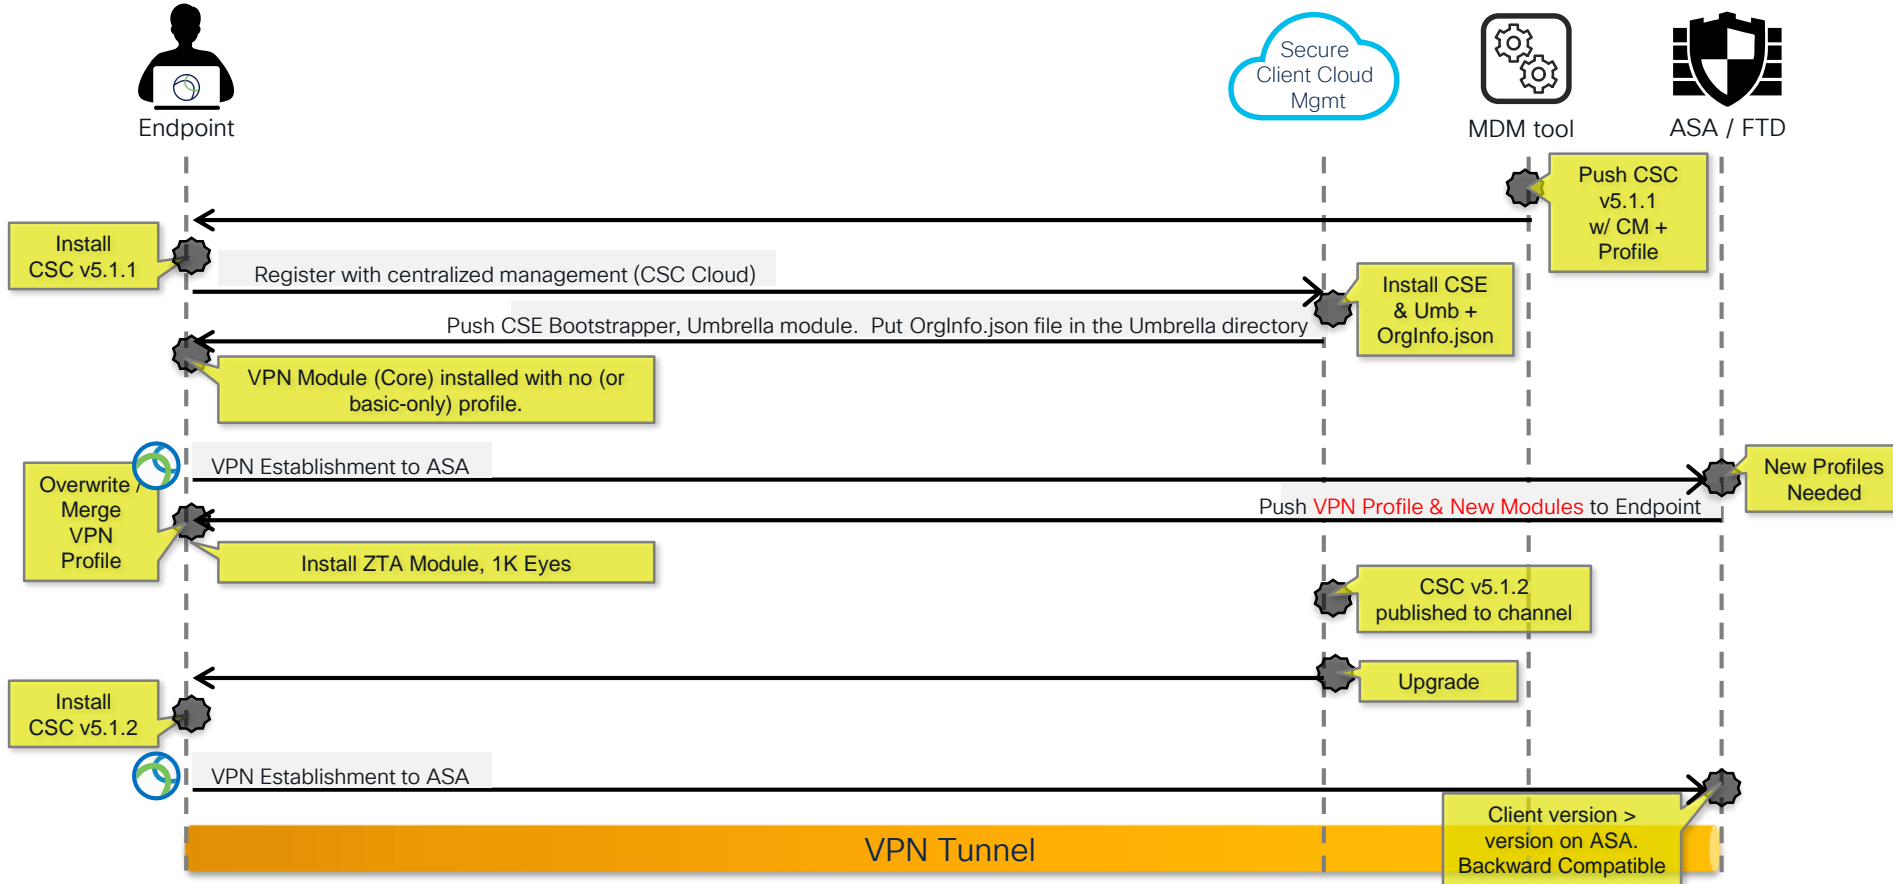 Secure
Client Cloud
Mgmt
Endpoint
MDM tool
ASA / FTD
Push CSC
v5.1.1
w/ CM +
Profile
Install
CSC v5.1.1
Register with centralized management (CSC Cloud)
Install CSE
& Umb +
OrgInfo.json
Push CSE Bootstrapper, Umbrella module.  Put OrgInfo.json file in the Umbrella directory
VPN Module (Core) installed with no (or
basic-only) profile.
VPN Establishment to ASA
New Profiles
Needed
Overwrite /
Merge
VPN
Profile
Push VPN Profile & New Modules to Endpoint
Install ZTA Module, 1K Eyes
CSC v5.1.2
published to channel
Upgrade
Install
CSC v5.1.2
VPN Establishment to ASA
Client version >
version on ASA.
Backward Compatible
VPN Tunnel